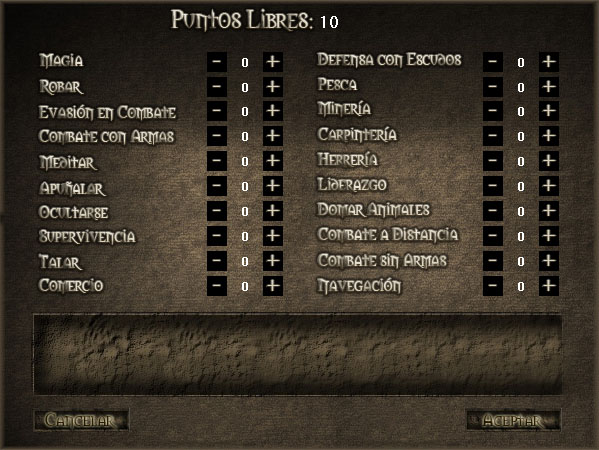 Puntos Libres: 10
Magia - 0 + Defensa con Escudos - 0 +
Robar - 0 + Pesca - 0 +
Evasión en Combate - 0 + Minería - 0 +
Combate con Armas - 0 + Carpintería - 0 +
Meditar - 0 + Herrería - 0 +
Apuñalar - 0 + Liderazgo - 0 +
Ocultarse - 0 + Domar Animales - 0 +
Supervivencia - 0 + Combate a Distancia - 0 +
Talar - 0 + Combate sin Armas - 0 +
Comercio - 0 + Navegación - 0 +
Cancelar Aceptar